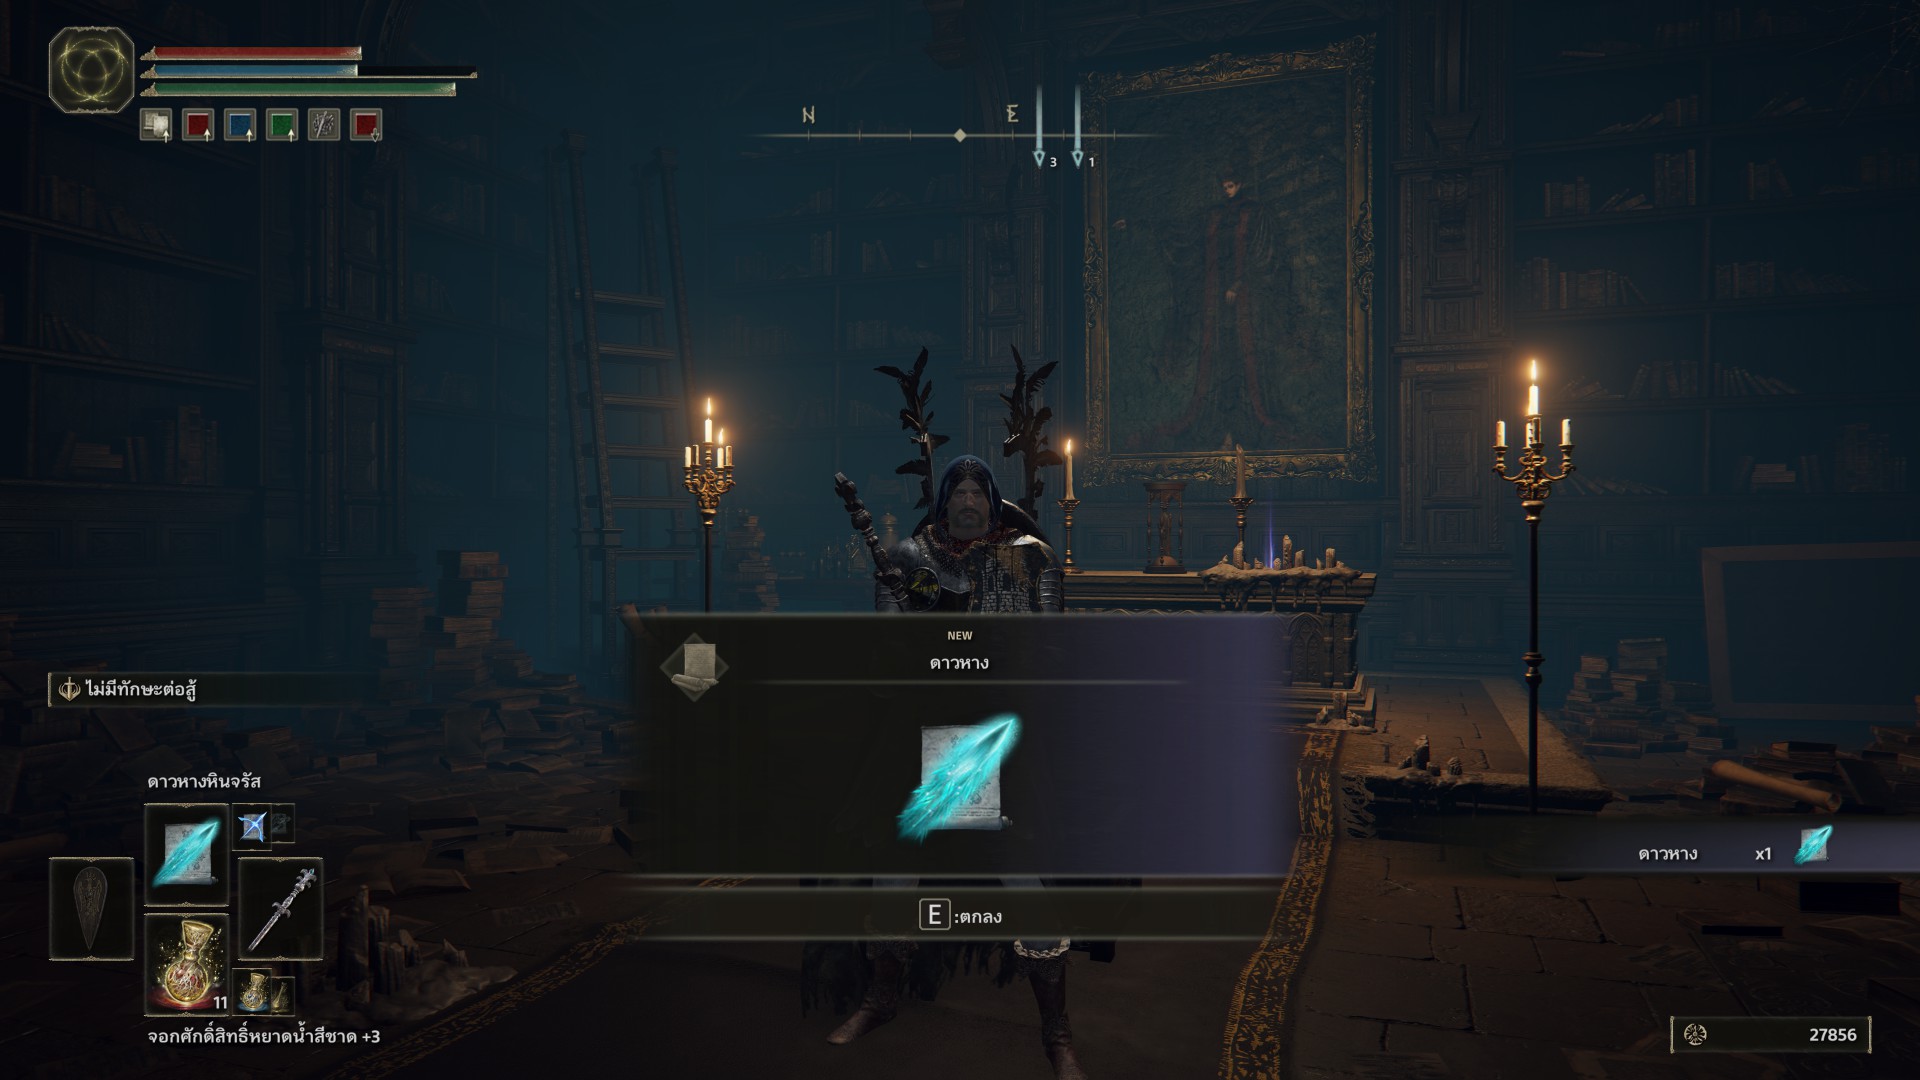 N
E
3
1
NEW
ดาวหาง
ไม่มีทักษะต่อสู้
ดาวหางหินจรัส
ดาวหาง x1
E :ตกลง
11
จอกศักดิ์สิทธิ์หยาดน้ำสีชาด +3
27856